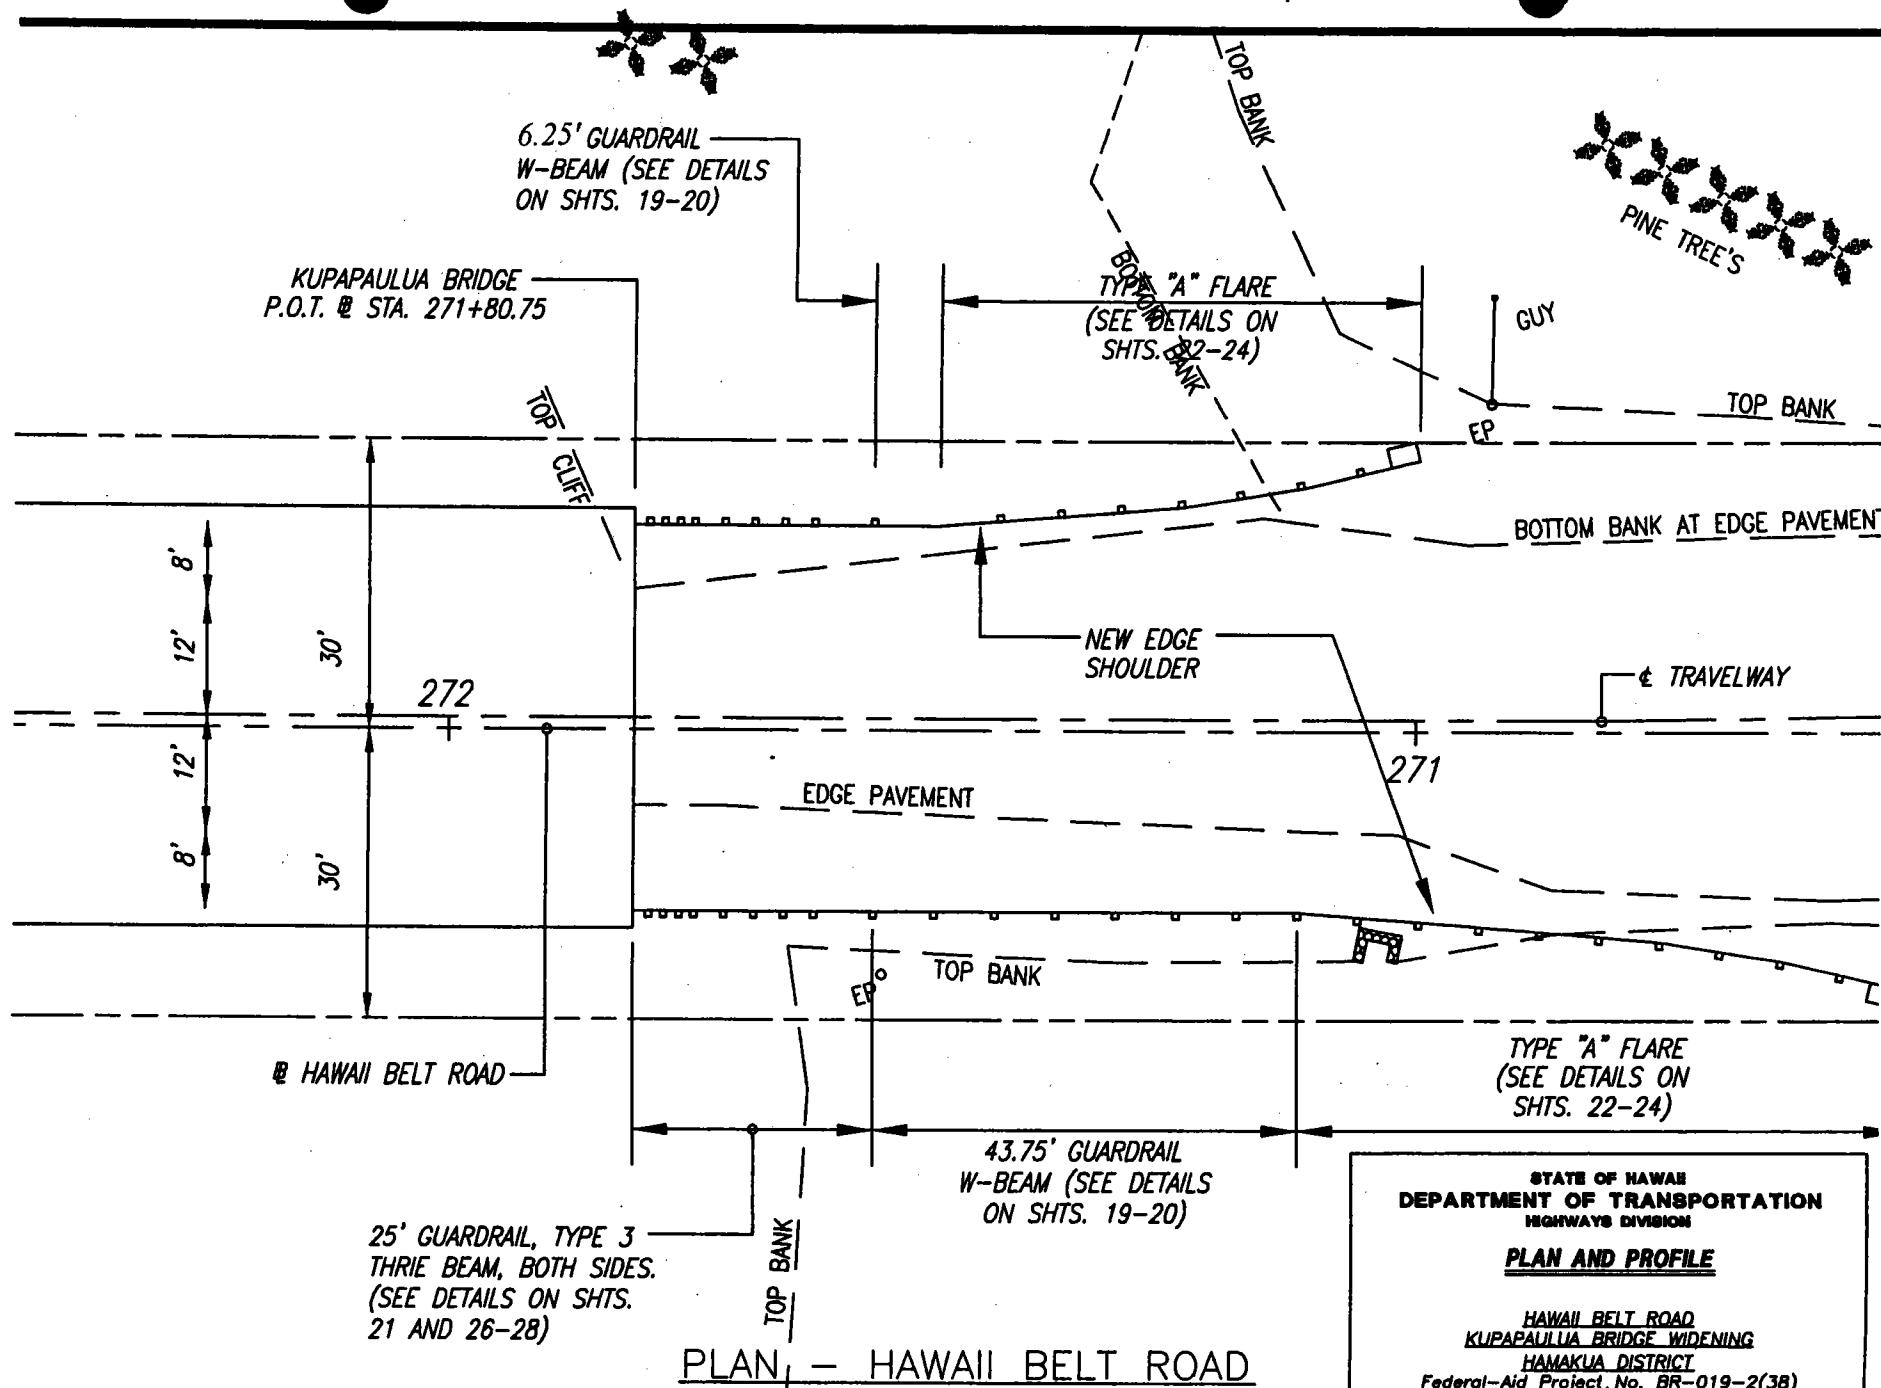 TOP BANK
6.25' GUARDRAIL
W-BEAM (SEE DETAILS
ON SHTS. 19-20)
PINE TREE'S
KUPAPAULUA BRIDGE
P.O.T. ⅊ STA. 271+80.75
BOTTOM BANK
TYPE "A" FLARE
(SEE DETAILS ON
SHTS. 22-24)
GUY
TOP CLIFF
TOP BANK
EP
BOTTOM BANK AT EDGE PAVEMENT
8'
12'
30'
NEW EDGE
SHOULDER
℄ TRAVELWAY
272
271
12'
8'
30'
EDGE PAVEMENT
TOP BANK
EP
HAWAII BELT ROAD
TYPE "A" FLARE
(SEE DETAILS ON
SHTS. 22-24)
43.75' GUARDRAIL
W-BEAM (SEE DETAILS
ON SHTS. 19-20)
25' GUARDRAIL, TYPE 3
THRIE BEAM, BOTH SIDES.
(SEE DETAILS ON SHTS.
21 AND 26-28)
TOP BANK
PLAN - HAWAII BELT ROAD
STATE OF HAWAII
DEPARTMENT OF TRANSPORTATION
HIGHWAYS DIVISION
PLAN AND PROFILE
HAWAII BELT ROAD
KUPAPAULUA BRIDGE WIDENING
HAMAKUA DISTRICT
Federal-Aid Project No. BR-019-2(38)